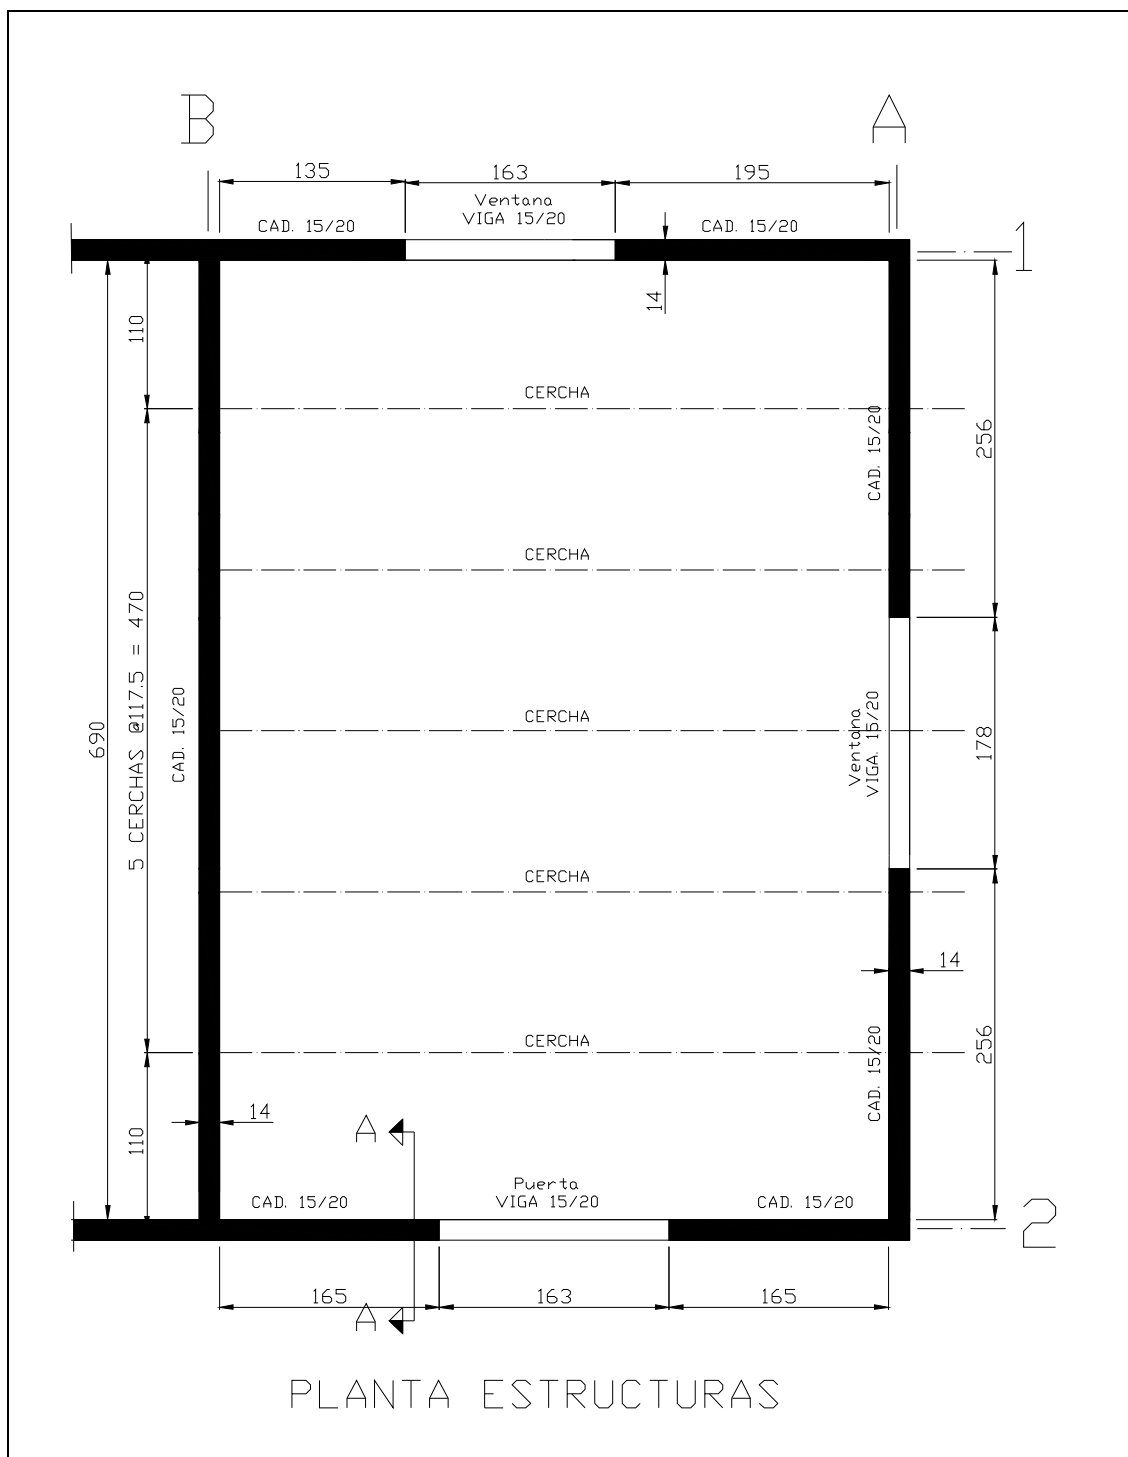 B
A
135
163
195
Ventana
VIGA 15/20
CAD. 15/20
CAD. 15/20
1
14
110
CERCHA
CAD. 15/20
256
CERCHA
690
5 CERCHAS @117.5 = 470
CAD. 15/20
CERCHA
Ventana
VIGA. 15/20
178
CERCHA
14
CERCHA
CAD. 15/20
256
14
110
A
Puerta
VIGA 15/20
CAD. 15/20
CAD. 15/20
2
165
163
165
A
PLANTA ESTRUCTURAS